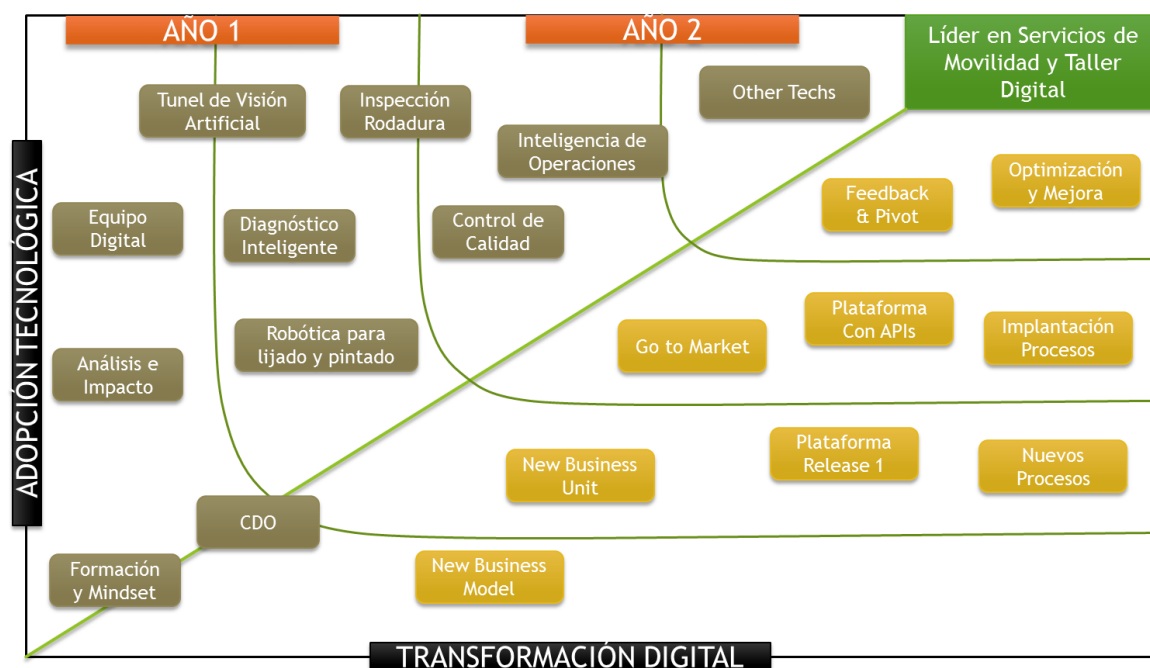 AÑO 1
AÑO 2
Líder en Servicios de
Movilidad y Taller
Digital
Tunel de Visión
Artificial
Inspección
Rodadura
Inteligencia de
Operaciones
Other Techs
ADOPCIÓN TECNOLÓGICA
Equipo
Digital
Diagnóstico
Inteligente
Control de
Calidad
Feedback
& Pivot
Optimización
y Mejora
Análisis e
Impacto
Robótica para
lijado y pintado
Go to Market
Plataforma
Con APIs
Implantación
Procesos
CDO
New Business
Unit
Plataforma
Release 1
Nuevos
Procesos
Formación
y Mindset
New Business
Model
TRANSFORMACIÓN DIGITAL